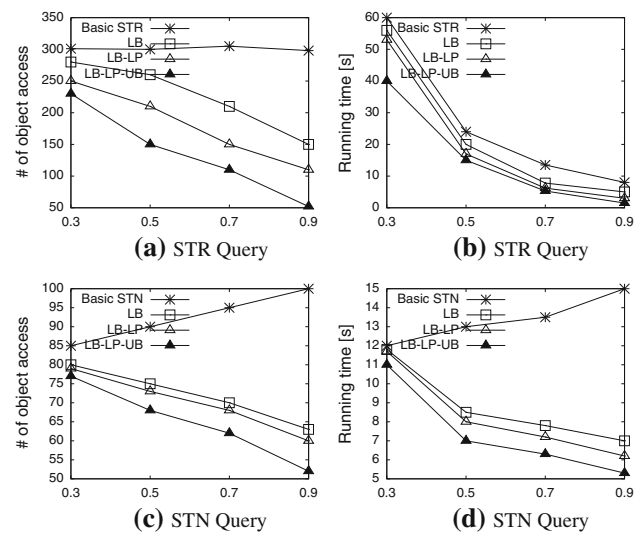 # of object access
350
300
250
200
150
100
50
Basic STR
LB
LB-LP
LB-LP-UB
0.3 0.5 0.7 0.9
(a) STR Query
Running time [s]
60
50
40
30
20
10
0
Basic STR
LB
LB-LP
LB-LP-UB
0.3 0.5 0.7 0.9
(b) STR Query
# of object access
100
95
90
85
80
75
70
65
60
55
50
Basic STN
LB
LB-LP
LB-LP-UB
0.3 0.5 0.7 0.9
(c) STN Query
Running time [s]
15
14
13
12
11
10
9
8
7
6
5
Basic STN
LB
LB-LP
LB-LP-UB
0.3 0.5 0.7 0.9
(d) STN Query